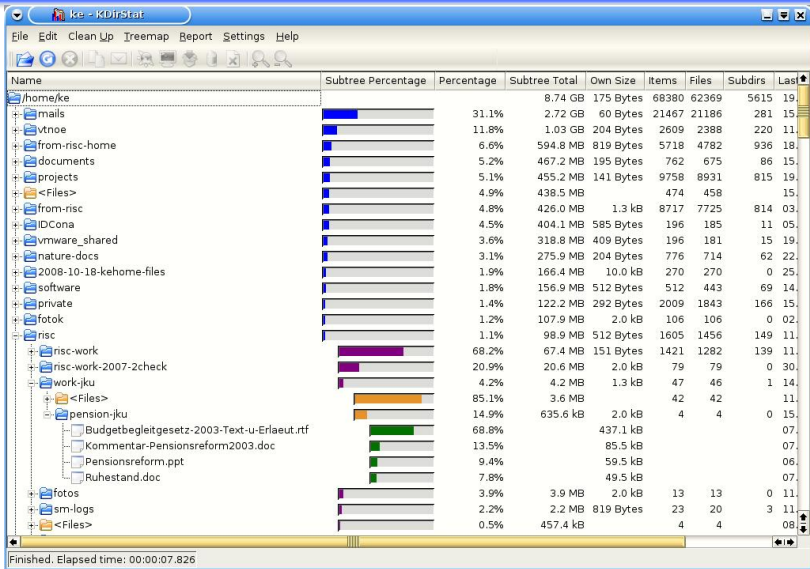 ke - KDirStat
File Edit Clean Up Treemap Report Settings Help
Name Subtree Percentage Percentage Subtree Total Own Size Items Files Subdirs Last
/home/ke 8.74 GB 175 Bytes 68380 62369 5615 19.
mails 31.1% 2.72 GB 60 Bytes 21467 21186 281 15.
vtnoe 11.8% 1.03 GB 204 Bytes 2609 2388 220 11.
from-risc-home 6.6% 594.8 MB 819 Bytes 5718 4782 936 18.
documents 5.2% 467.2 MB 195 Bytes 762 675 86 15.
projects 5.1% 455.2 MB 141 Bytes 9758 8931 815 19.
<Files> 4.9% 438.5 MB 474 458 15.
from-risc 4.8% 426.0 MB 1.3 kB 8717 7725 814 03.
IDCona 4.5% 404.1 MB 585 Bytes 196 185 11 05.
vmware_shared 3.6% 318.8 MB 409 Bytes 196 181 15 19.
nature-docs 3.1% 275.9 MB 204 Bytes 776 714 62 22.
2008-10-18-kehome-files 1.9% 166.4 MB 10.0 kB 270 270 0 25.
software 1.8% 156.9 MB 512 Bytes 512 443 69 14.
private 1.4% 122.2 MB 292 Bytes 2009 1843 166 15.
fotok 1.2% 107.9 MB 2.0 kB 106 106 0 02.
risc 1.1% 98.9 MB 512 Bytes 1605 1456 149 11.
risc-work 68.2% 67.4 MB 151 Bytes 1421 1282 139 11.
risc-work-2007-2check 20.9% 20.6 MB 2.0 kB 79 79 0 30.
work-jku 4.2% 4.2 MB 1.3 kB 47 46 1 14.
<Files> 85.1% 3.6 MB 42 42 11.
pension-jku 14.9% 635.6 kB 2.0 kB 4 4 0 15.
Budgetbegleitgesetz-2003-Text-u-Erlaeut.rtf 68.8% 437.1 kB 07.
Kommentar-Pensionsreform2003.doc 13.5% 85.5 kB 07.
Pensionsreform.ppt 9.4% 59.5 kB 06.
Ruhestand.doc 7.8% 49.5 kB 07.
fotos 3.9% 3.9 MB 2.0 kB 13 13 0 11.
sm-logs 2.2% 2.2 MB 819 Bytes 23 20 3 11.
<Files> 0.5% 457.4 kB 4 4 08.
Finished. Elapsed time: 00:00:07.826